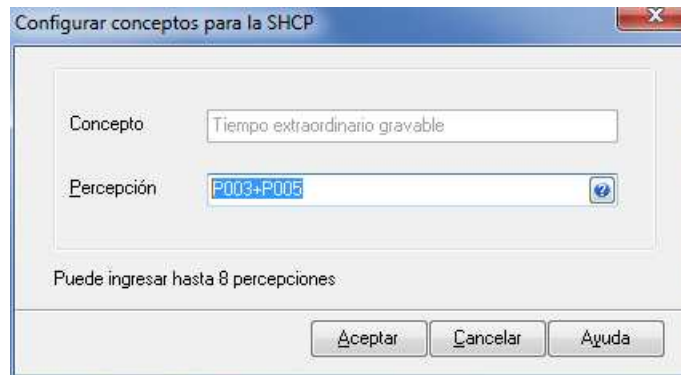 Configurar conceptos para la SHCP
Concepto Tiempo extraordinario gravable
Percepción P003+P005
Puede ingresar hasta 8 percepciones
Aceptar Cancelar Ayuda